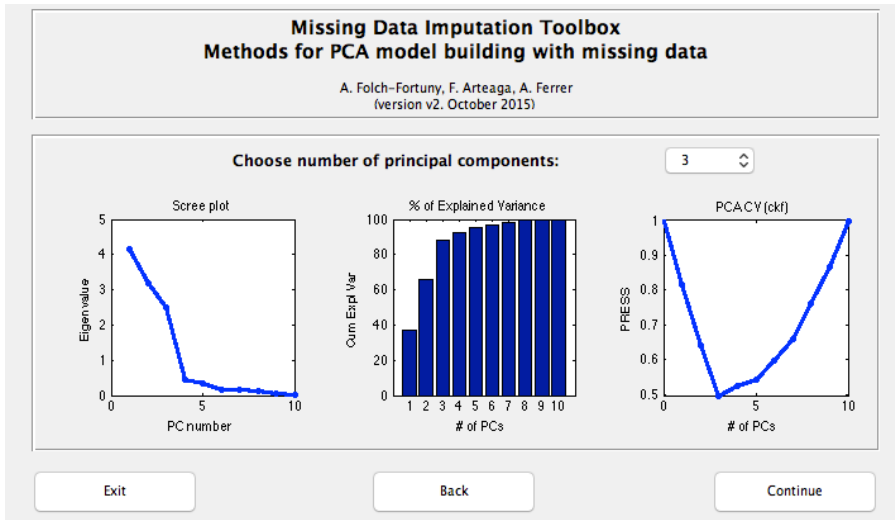 Missing Data Imputation Toolbox
Methods for PCA model building with missing data
A. Folch-Fortuny, F. Arteaga, A. Ferrer
(version v2. October 2015)
Choose number of principal components:
3
Scree plot
5
4
3
2
1
0
0 5 10
Eigenvalue
PC number
% of Explained Variance
100
80
60
40
20
0
1 2 3 4 5 6 7 8 9 10
Cum Expl Var
# of PCs
PCA CV (ckf)
1
0.9
0.8
0.7
0.6
0.5
0 5 10
PRESS
# of PCs
Exit
Back
Continue